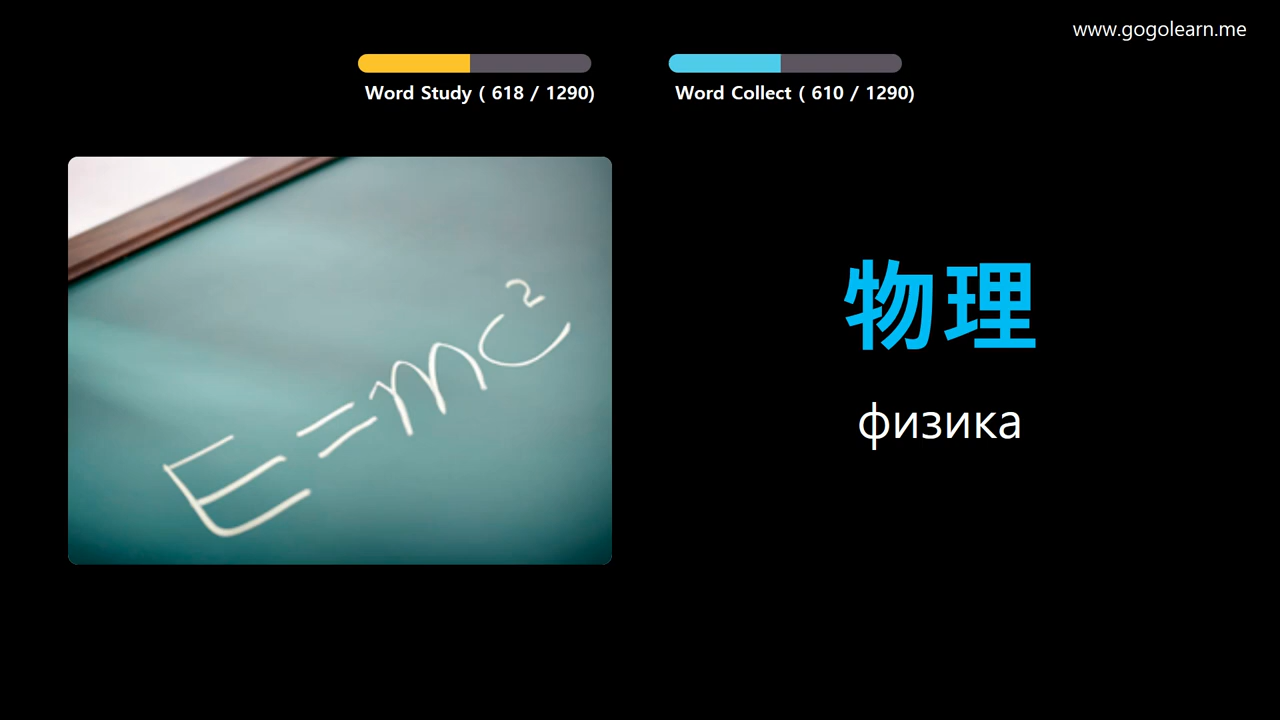 www.gogolearn.me
Word Study ( 618 / 1290)
Word Collect ( 610 / 1290)
E=mc²
物理
физика